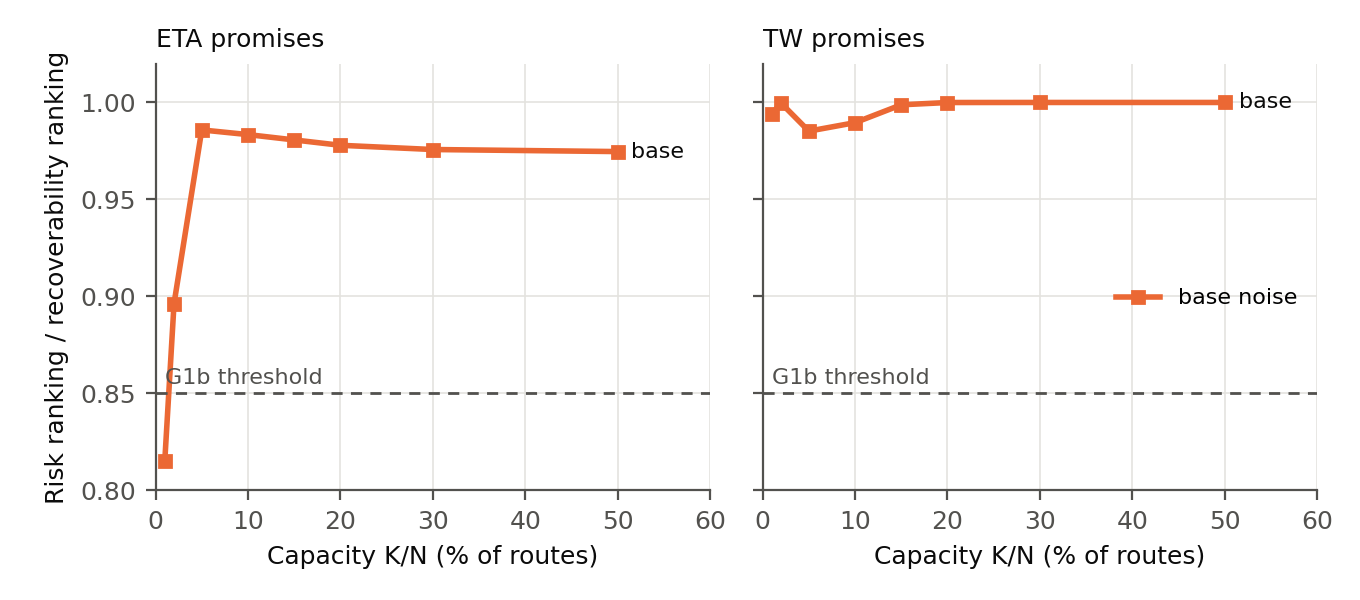 ETA promises
TW promises
Risk ranking / recoverability ranking
1.00
0.95
0.90
0.85
0.80
base
G1b threshold
0 10 20 30 40 50 60
Capacity K/N (% of routes)
base
base noise
G1b threshold
0 10 20 30 40 50 60
Capacity K/N (% of routes)